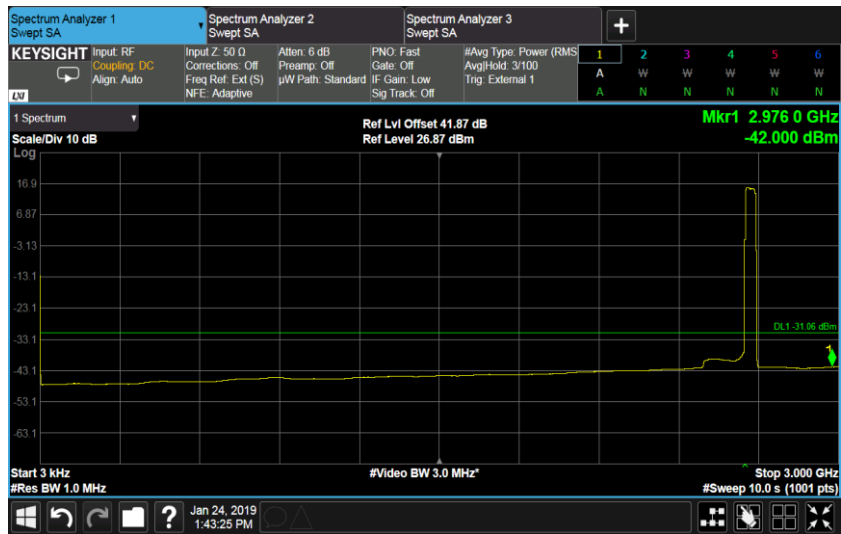 Spectrum Analyzer 1
Swept SA
Spectrum Analyzer 2
Swept SA
Spectrum Analyzer 3
Swept SA
KEYSIGHT
LXI
Input: RF
Coupling: DC
Align: Auto
Input Z: 50 Ω
Corrections: Off
Freq Ref: Ext (S)
NFE: Adaptive
Atten: 6 dB
Preamp: Off
µW Path: Standard
PNO: Fast
Gate: Off
IF Gain: Low
Sig Track: Off
#Avg Type: Power (RMS
Avg|Hold: 3/100
Trig: External 1
1 2 3 4 5 6
A W W W W W
A N N N N N
1 Spectrum
Scale/Div 10 dB
Log
Ref Lvl Offset 41.87 dB
Ref Level 26.87 dBm
Mkr1 2.976 0 GHz
-42.000 dBm
16.9
6.87
-3.13
-13.1
-23.1
DL1 -31.06 dBm
-33.1
1
-43.1
-53.1
-63.1
Start 3 kHz
#Res BW 1.0 MHz
#Video BW 3.0 MHz*
Stop 3.000 GHz
#Sweep 10.0 s (1001 pts)
?
Jan 24, 2019
1:43:25 PM